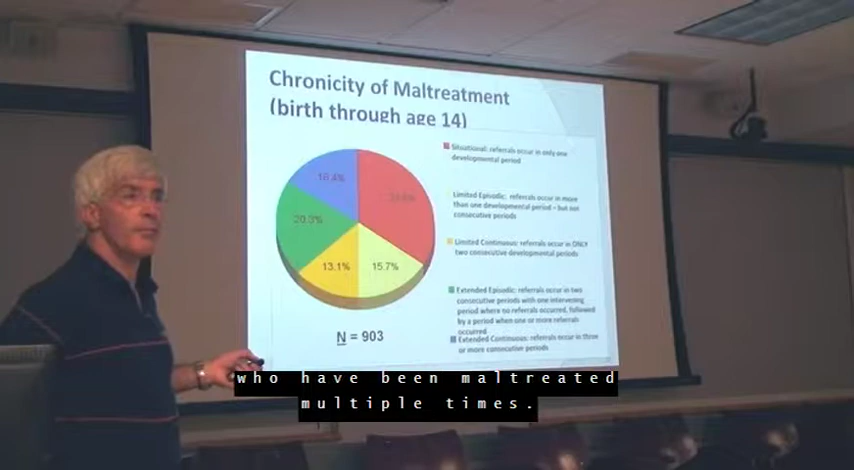 Chronicity of Maltreatment
(birth through age 14)
Situational: referrals occur in only one
developmental period
Limited Episodic: referrals occur in more
than one developmental period – but not
consecutive periods
Limited Continuous: referrals occur in ONLY
two consecutive developmental periods
Extended Episodic: referrals occur in two
consecutive periods with one intervening
period where no referrals occurred, followed
by a period when one or more referrals
occurred
Extended Continuous: referrals occur in three
or more consecutive periods
20.3%
13.1%
15.7%
N = 903
who have been maltreated
multiple times.